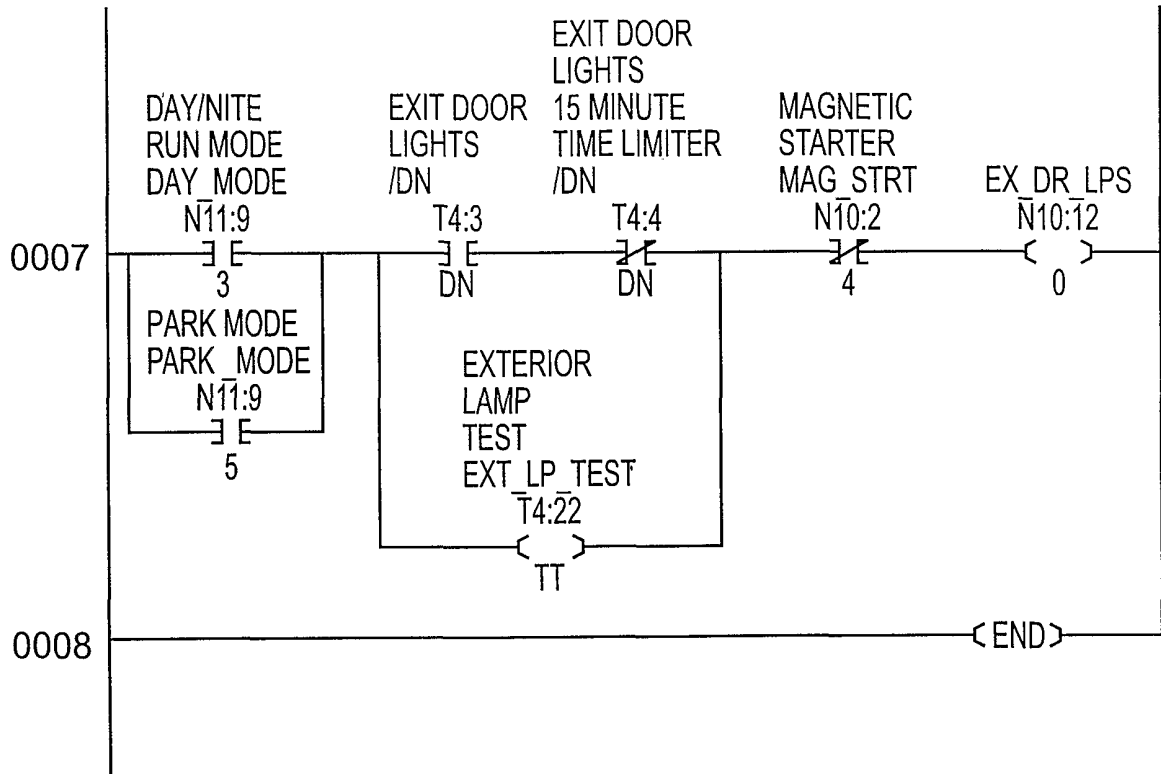 EXIT DOOR
LIGHTS
15 MINUTE
TIME LIMITER
/DN
DAY/NITE
RUN MODE
DAY_MODE
EXIT DOOR
LIGHTS
/DN
MAGNETIC
STARTER
MAG_STRT
EX_DR_LPS
N11:9
T4:3
T4:4
N10:2
N10:12
0007
3
DN
DN
4
0
PARK MODE
PARK_MODE
N11:9
5
EXTERIOR
LAMP
TEST
EXT_LP_TEST
T4:22
TT
0008
END